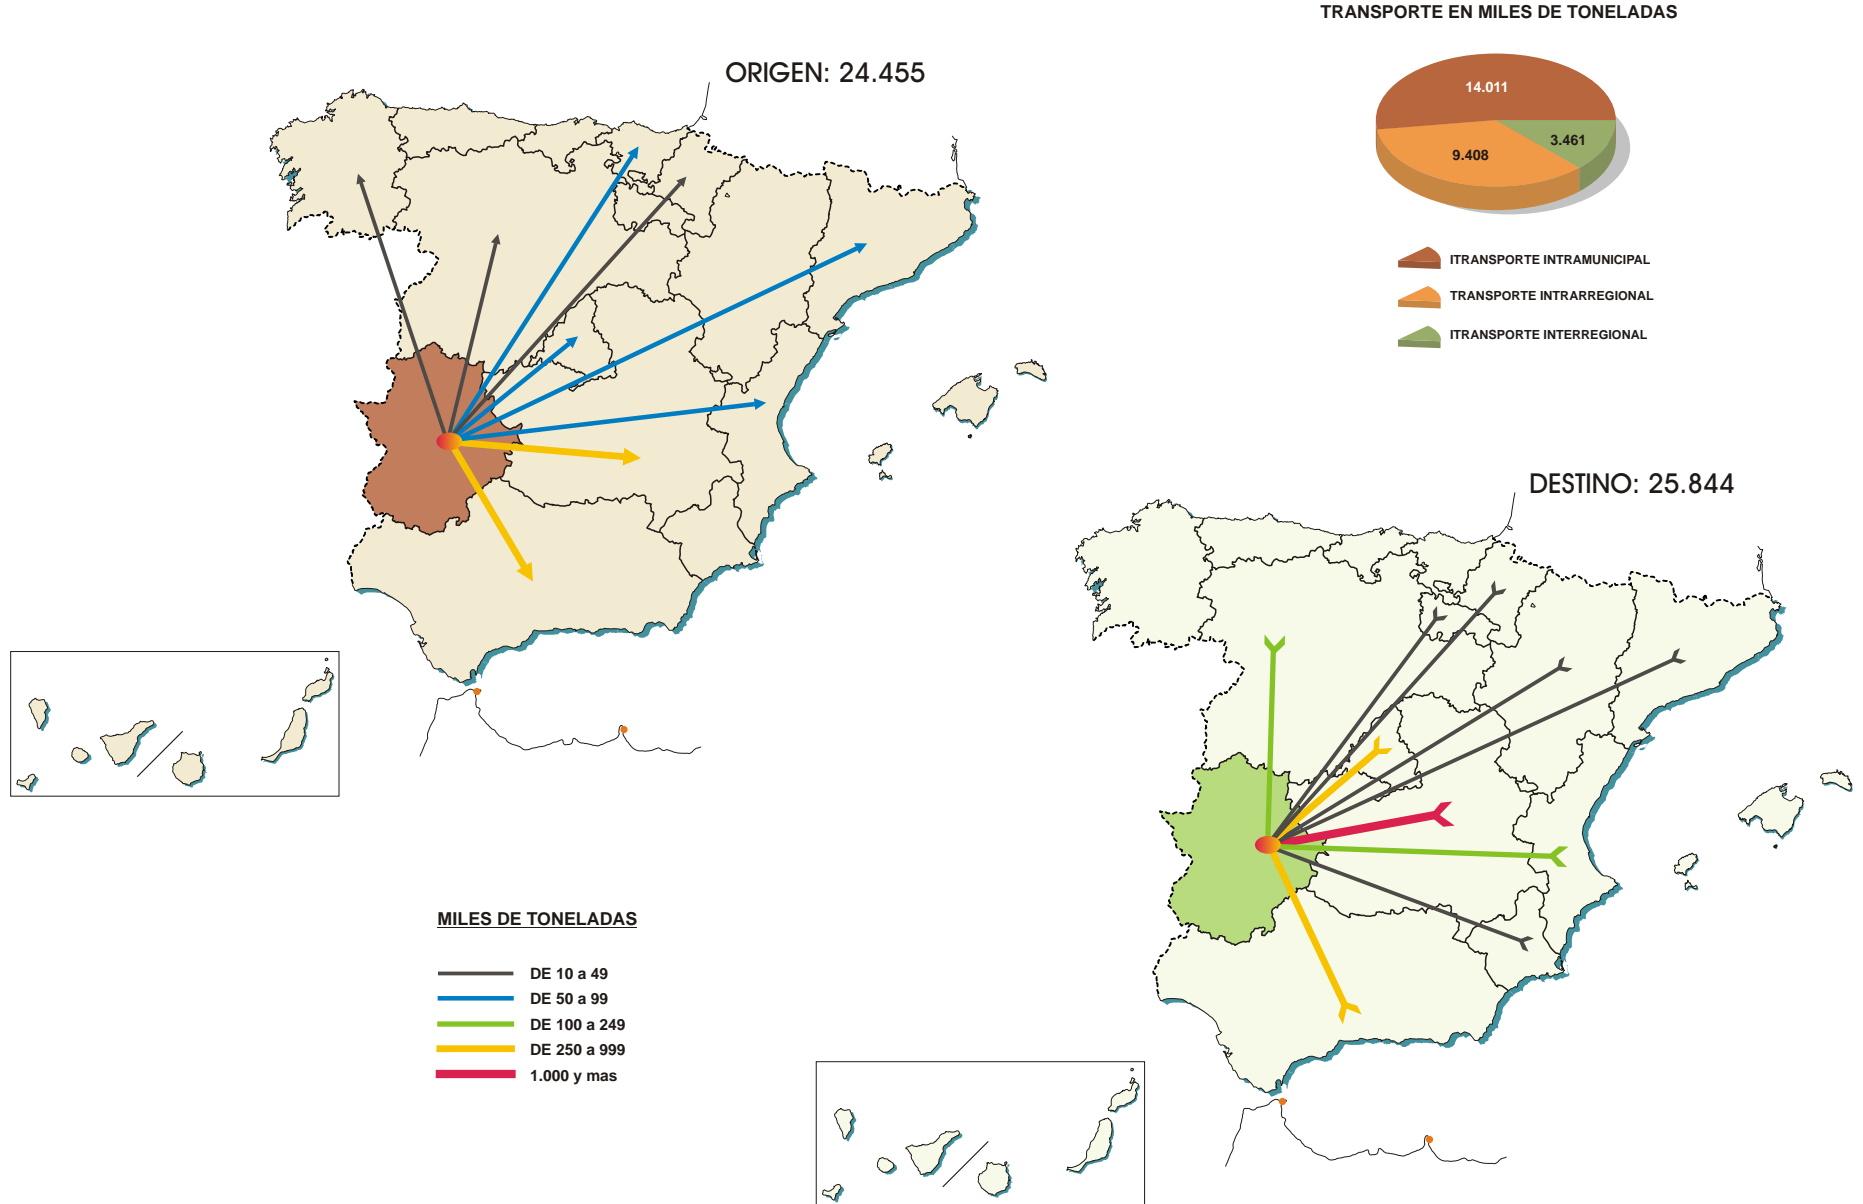 TRANSPORTE EN MILES DE TONELADAS
ORIGEN: 24.455
14.011
3.461
9.408
ITRANSPORTE INTRAMUNICIPAL
TRANSPORTE INTRARREGIONAL
ITRANSPORTE INTERREGIONAL
DESTINO: 25.844
MILES DE TONELADAS
DE 10 a 49
DE 50 a 99
DE 100 a 249
DE 250 a 999
1.000 y mas